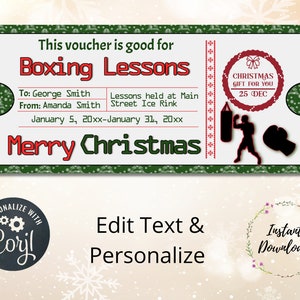 This voucher is good for
Boxing Lessons
To: George Smith
From: Amanda Smith
Lessons held at Main
Street Ice Rink
January 5, 20xx-January 31, 20xx
Merry Christmas
CHRISTMAS
GIFT FOR YOU
25 DEC
PERSONALIZE WITH
Corjl
Edit Text &
Personalize
Instant
Download